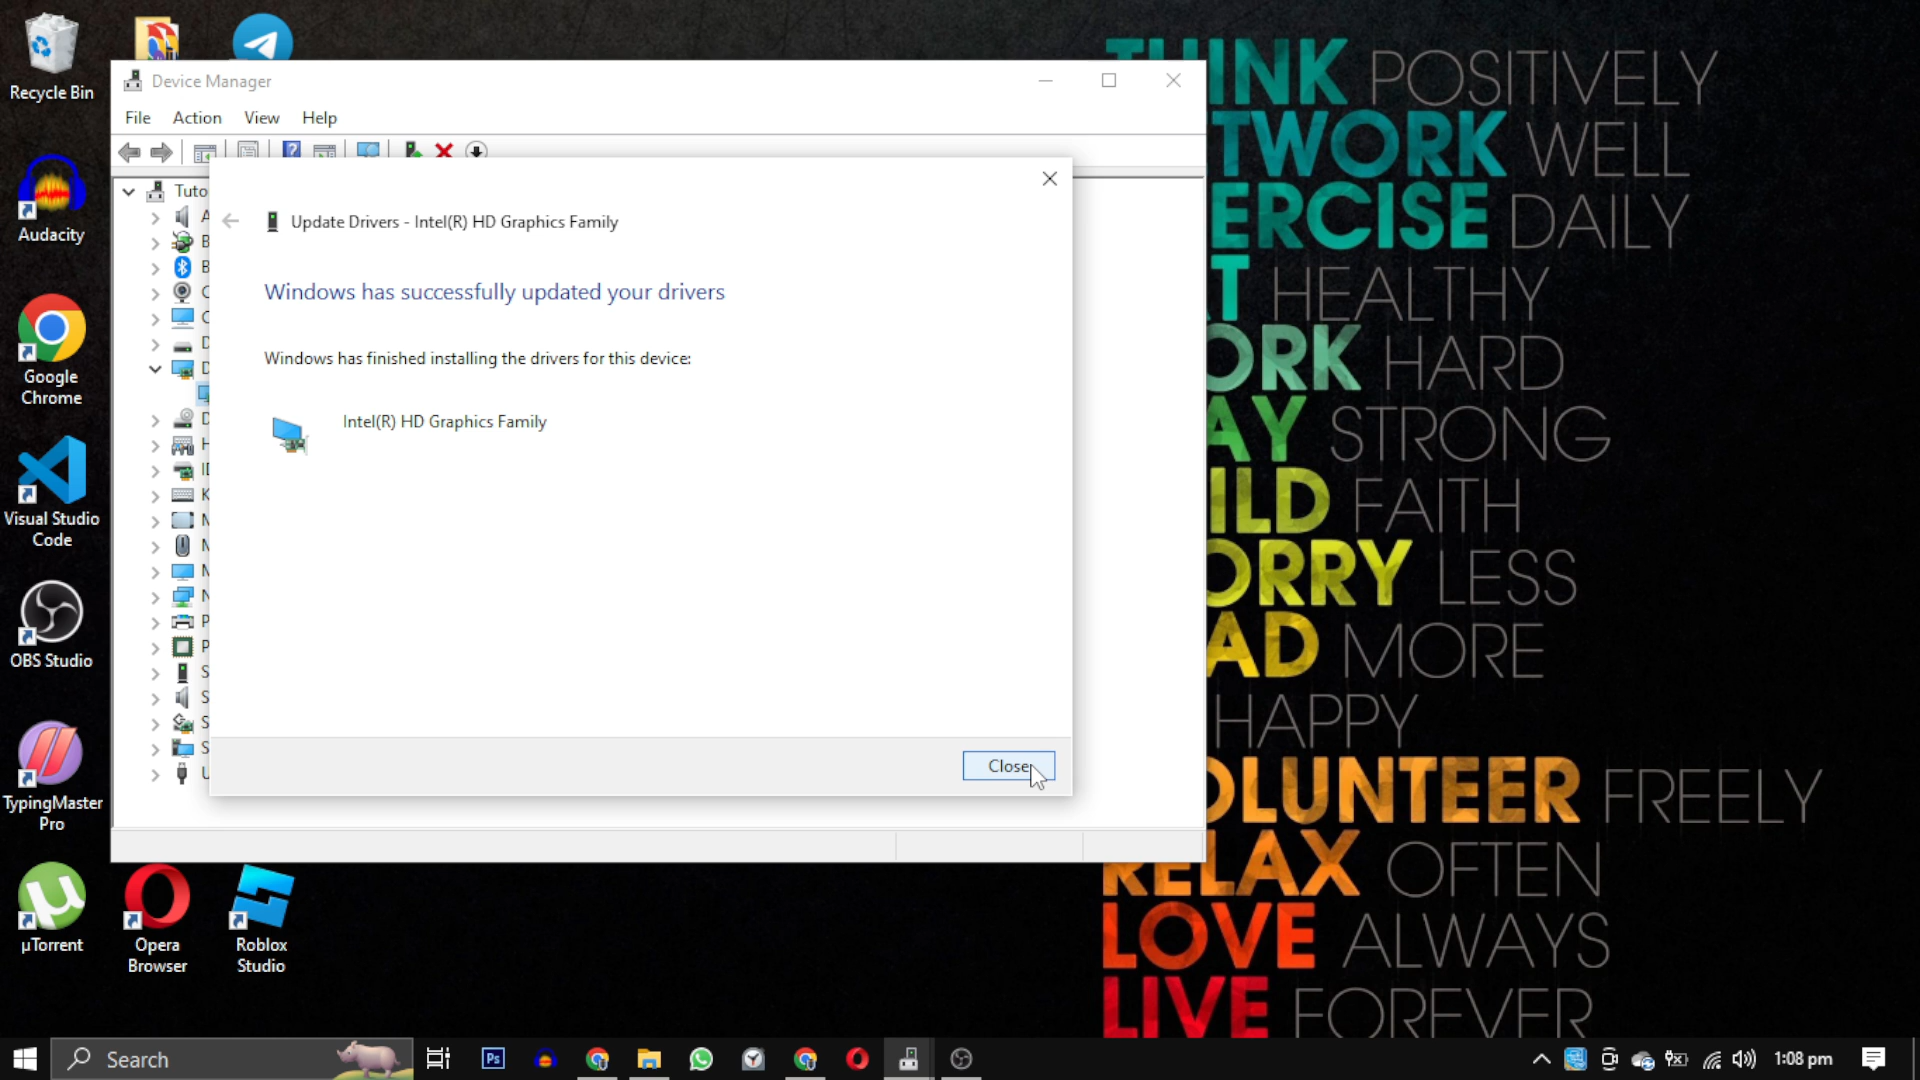 Recycle Bin
Audacity
Google
Chrome
Visual Studio
Code
OBS Studio
TypingMaster
Pro
µTorrent
Opera
Browser
Roblox
Studio
Device Manager
File Action View Help
Tuto
Update Drivers - Intel(R) HD Graphics Family
Windows has successfully updated your drivers
Windows has finished installing the drivers for this device:
Intel(R) HD Graphics Family
Close
THINK POSITIVELY
TWORK WELL
ERCISE DAILY
AT HEALTHY
ORK HARD
AY STRONG
ILD FAITH
ORRY LESS
AD MORE
HAPPY
OLUNTEER FREELY
RELAX OFTEN
LOVE ALWAYS
LIVE FOREVER
Search
Ps
1:08 pm